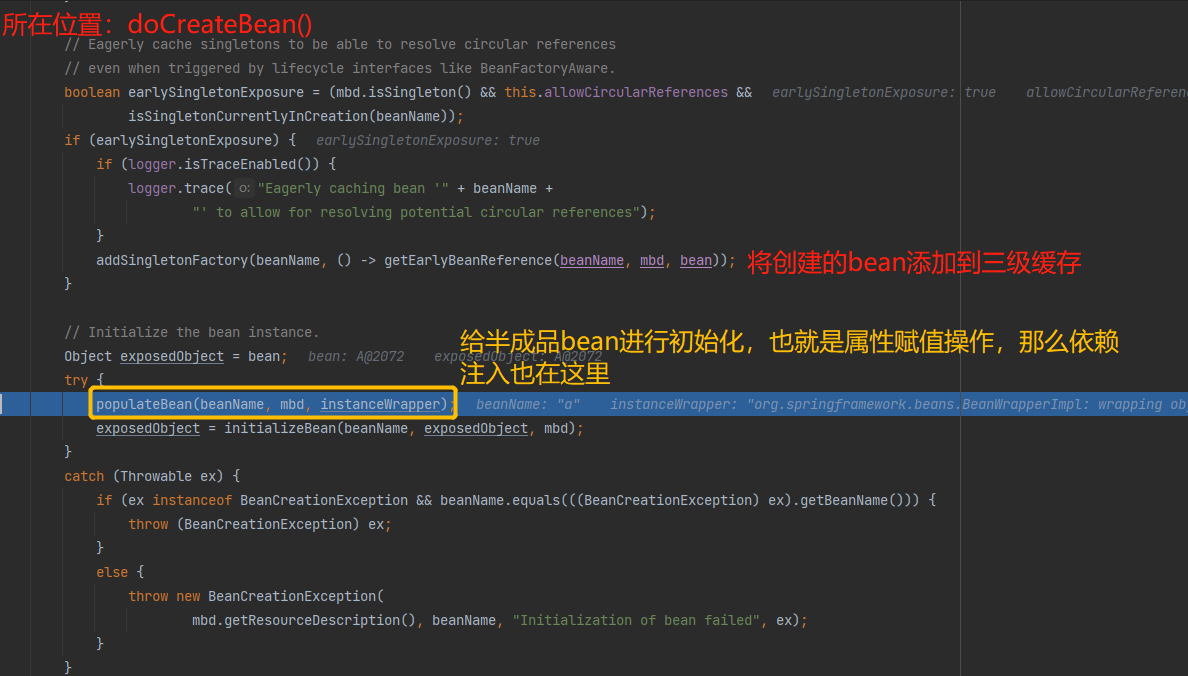 所在位置：doCreateBean()
// Eagerly cache singletons to be able to resolve circular references
// even when triggered by lifecycle interfaces like BeanFactoryAware.
boolean earlySingletonExposure = (mbd.isSingleton() && this.allowCircularReferences && earlySingletonExposure: true allowCircularReferen
isSingletonCurrentlyInCreation(beanName));
if (earlySingletonExposure) { earlySingletonExposure: true
if (logger.isTraceEnabled()) {
logger.trace( o: "Eagerly caching bean '" + beanName +
"' to allow for resolving potential circular references");
}
addSingletonFactory(beanName, () -> getEarlyBeanReference(beanName, mbd, bean)); 将创建的bean添加到三级缓存
}
// Initialize the bean instance.
给半成品bean进行初始化，也就是属性赋值操作，那么依赖
Object exposedObject = bean; bean: A@2072 exposedObject: A@2072
注入也在这里
try {
populateBean(beanName, mbd, instanceWrapper); beanName: "a" instanceWrapper: "org.springframework.beans.BeanWrapperImpl: wrapping ob
exposedObject = initializeBean(beanName, exposedObject, mbd);
}
catch (Throwable ex) {
if (ex instanceof BeanCreationException && beanName.equals(((BeanCreationException) ex).getBeanName())) {
throw (BeanCreationException) ex;
}
else {
throw new BeanCreationException(
mbd.getResourceDescription(), beanName, "Initialization of bean failed", ex);
}
}